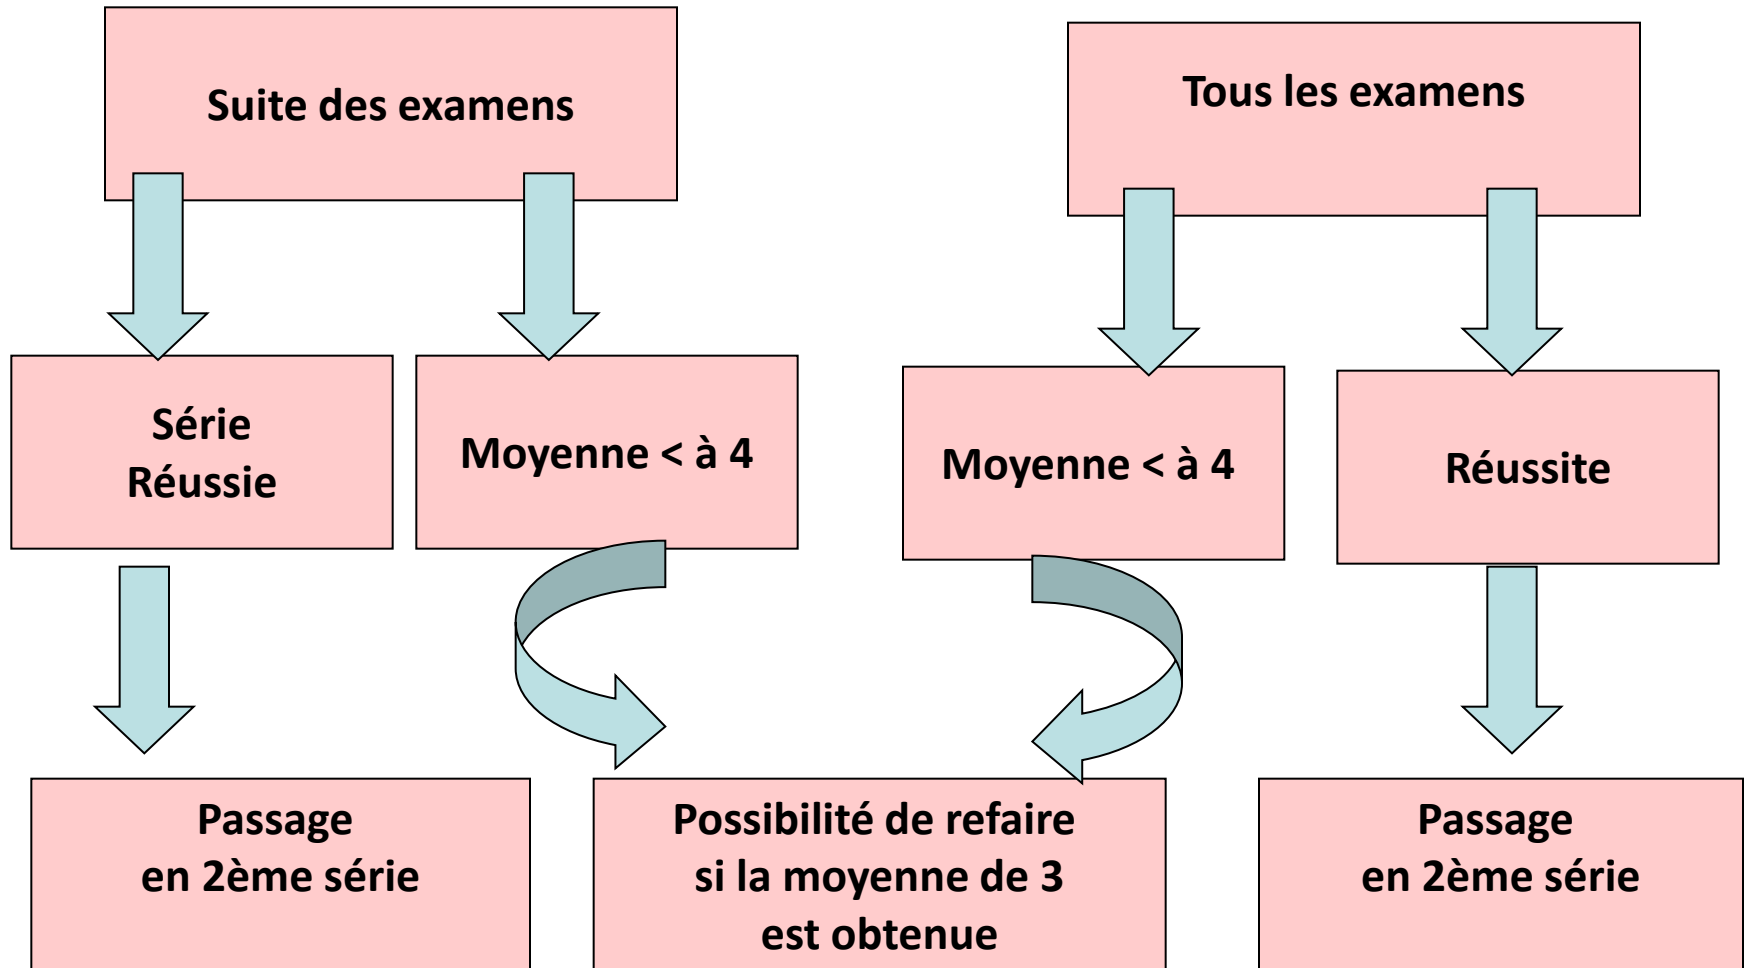 Suite des examens
Tous les examens
Série
Réussie
Moyenne < à 4
Moyenne < à 4
Réussite
Passage
en 2ème série
Possibilité de refaire
si la moyenne de 3
est obtenue
Passage
en 2ème série